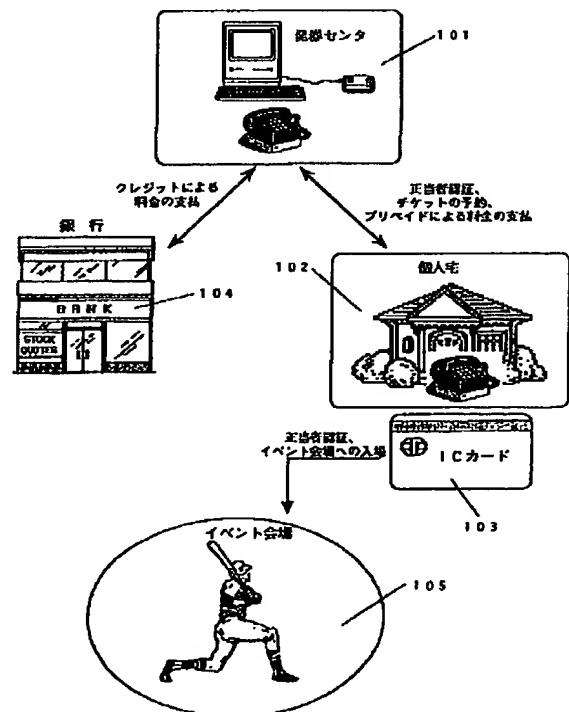 発券センタ
101
クレジットによる
料金の支払
正当者認証、
チケットの予約、
プリペイドによる料金の支払
銀 行
BANK
STOCK
QUOTES
104
102
個人宅
正当者認証、
イベント会場への入場
ICカード
103
イベント会場
105